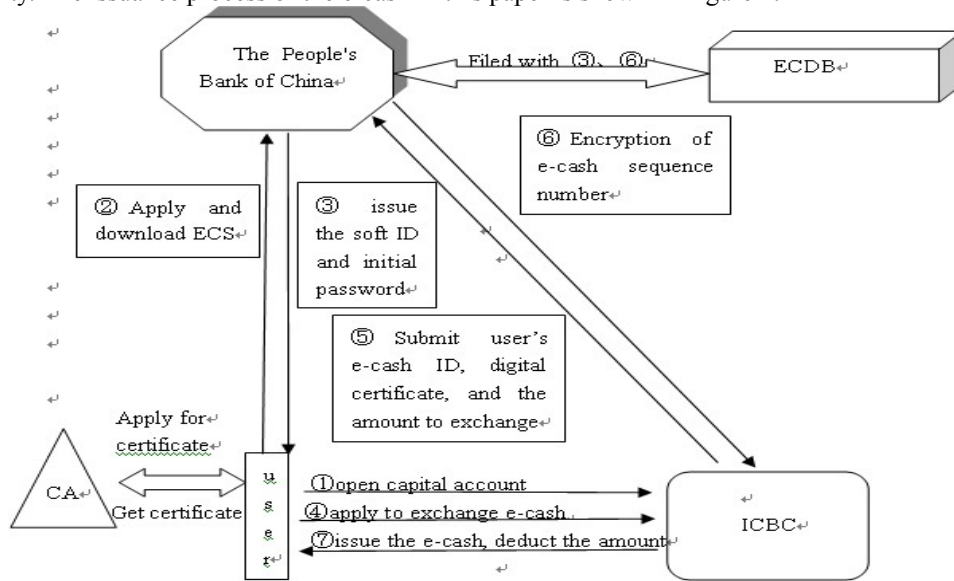 The People's
Bank of China
Filed with ③、⑥
ECDB
⑥ Encryption of
e-cash sequence
number
② Apply and
download ECS
③ issue
the soft ID
and initial
password
⑤ Submit user's
e-cash ID, digital
certificate, and the
amount to exchange
Apply for
certificate
CA
Get certificate
user
①open capital account
④apply to exchange e-cash
⑦issue the e-cash, deduct the amount
ICBC